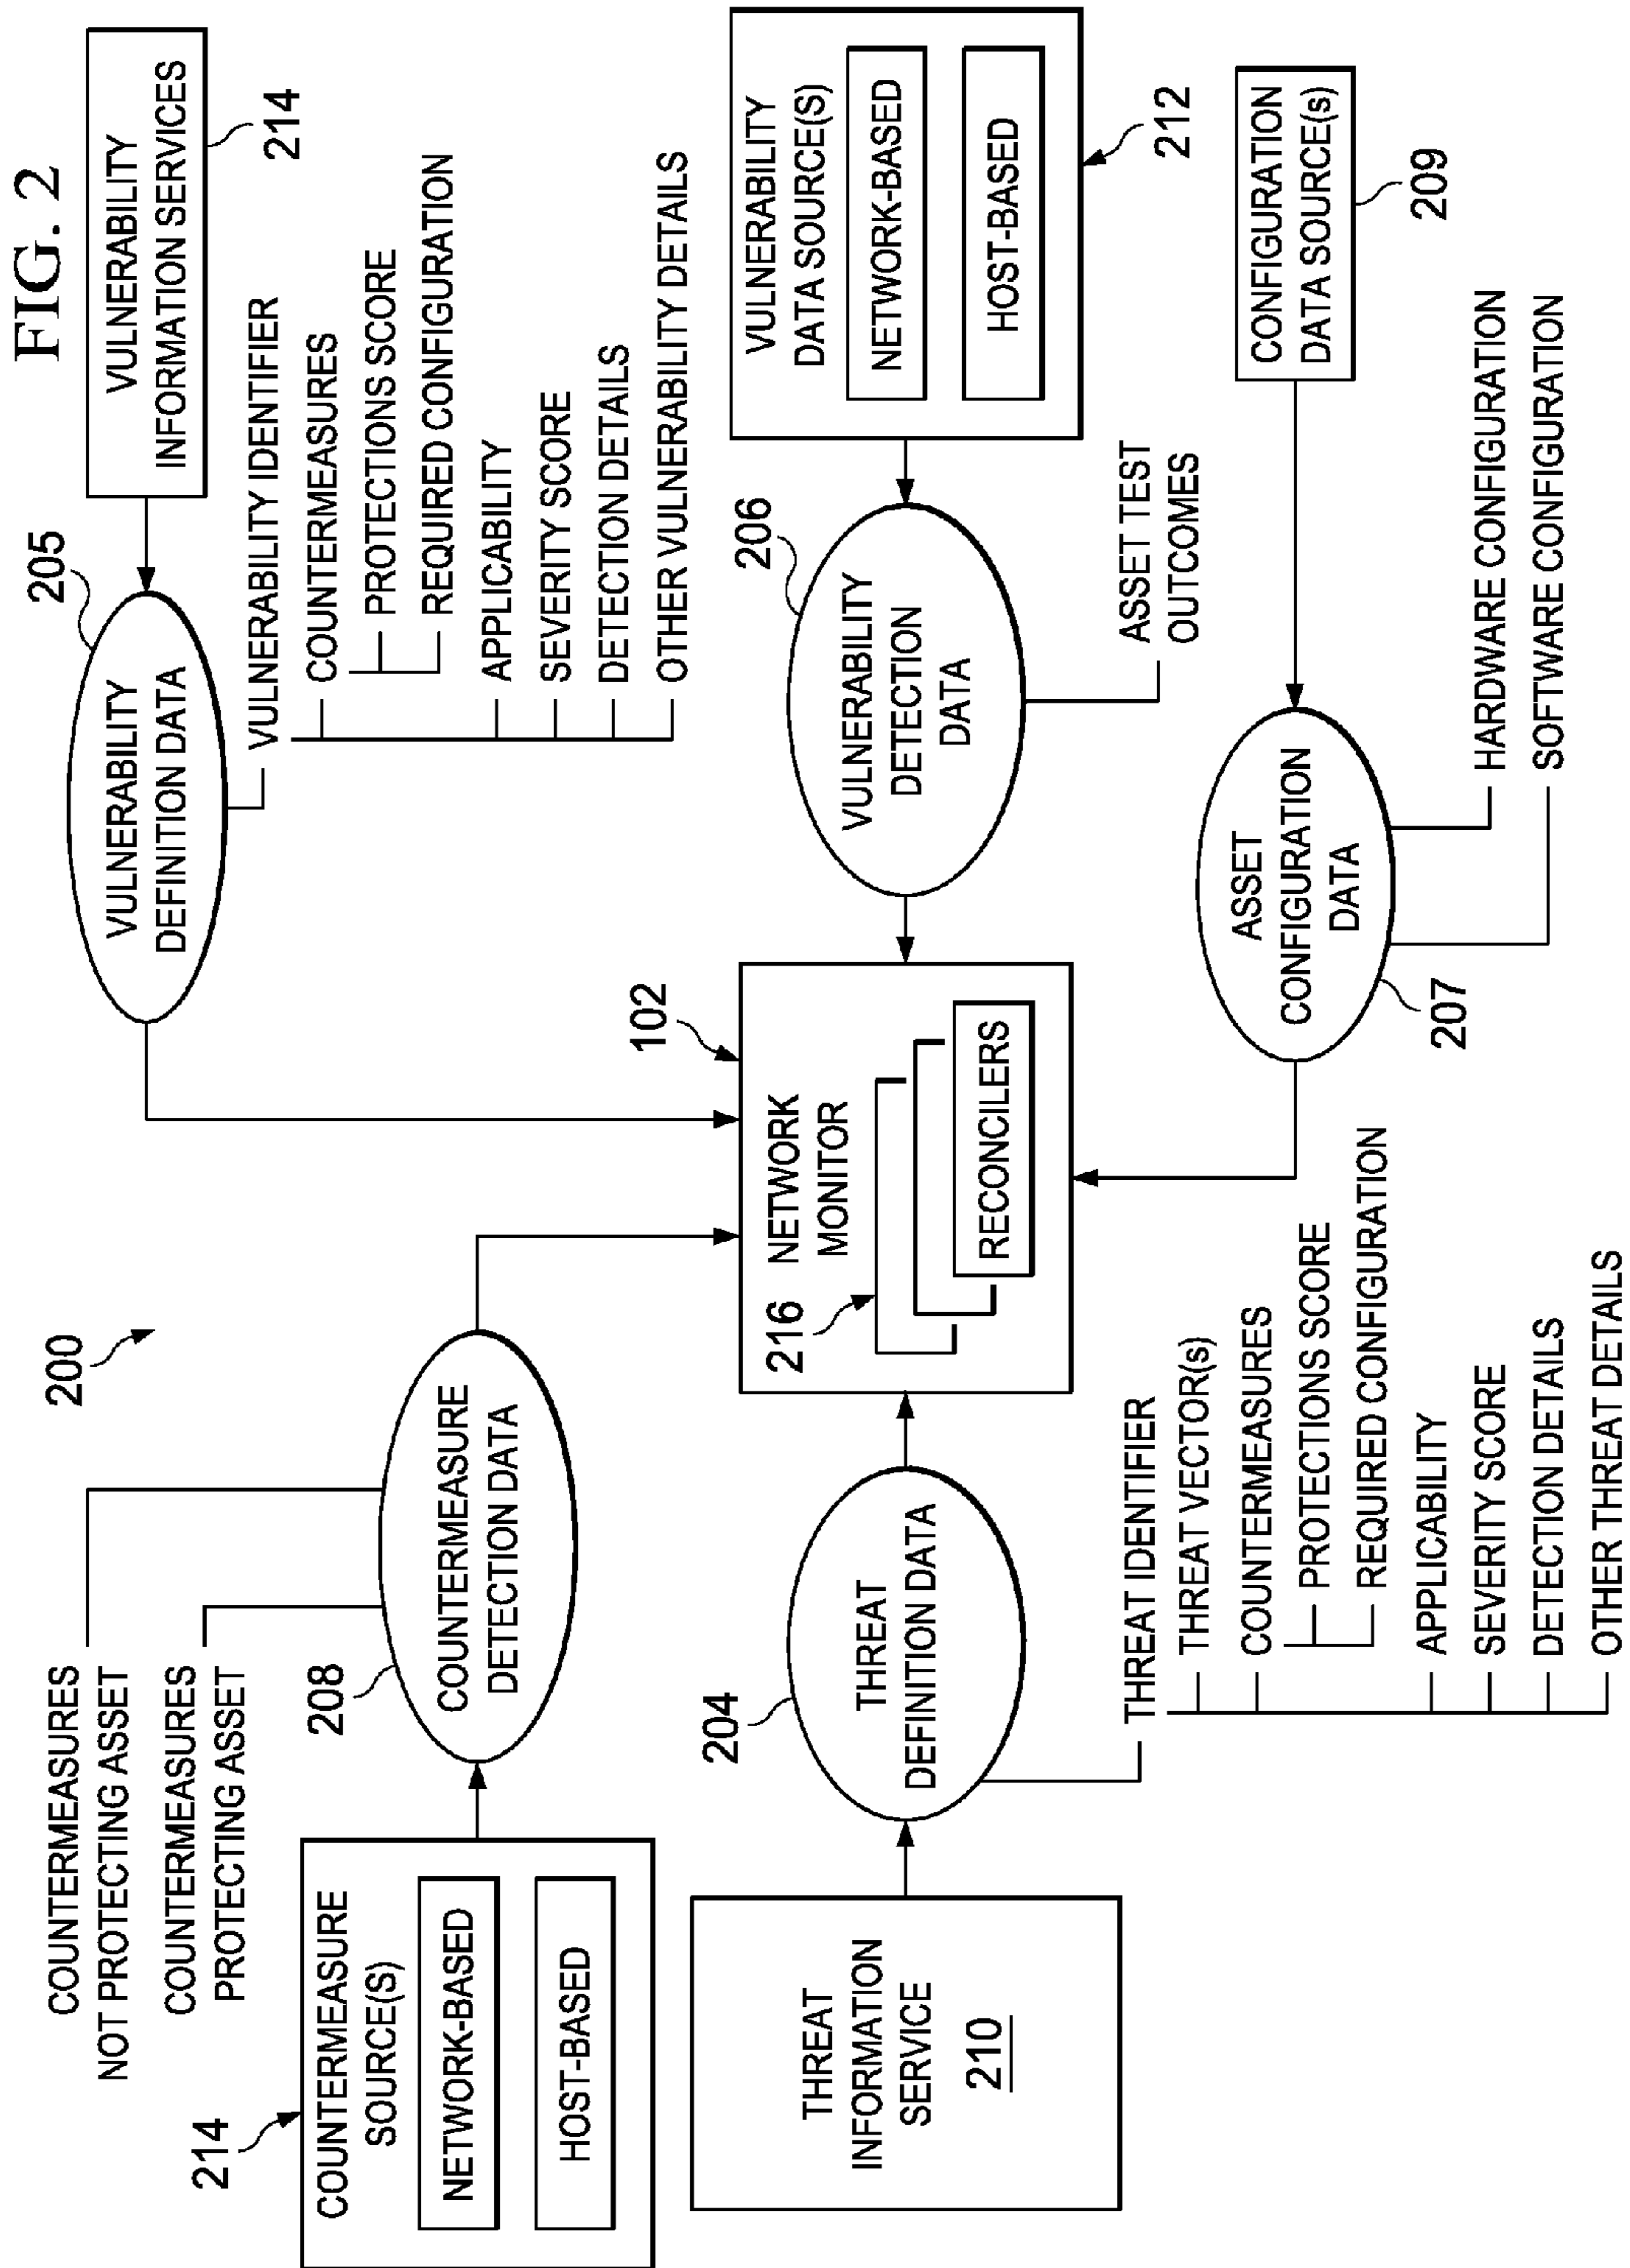 FIG. 2
200
COUNTERMEASURES
NOT PROTECTING ASSET
COUNTERMEASURES
PROTECTING ASSET
214
COUNTERMEASURE
SOURCE(S)
NETWORK-BASED
HOST-BASED
208
COUNTERMEASURE
DETECTION DATA
205
VULNERABILITY
DEFINITION DATA
VULNERABILITY
INFORMATION SERVICES
214
VULNERABILITY IDENTIFIER
COUNTERMEASURES
PROTECTIONS SCORE
REQUIRED CONFIGURATION
APPLICABILITY
SEVERITY SCORE
DETECTION DETAILS
OTHER VULNERABILITY DETAILS
THREAT
INFORMATION
SERVICE
210
204
THREAT
DEFINITION DATA
THREAT IDENTIFIER
THREAT VECTOR(s)
COUNTERMEASURES
PROTECTIONS SCORE
REQUIRED CONFIGURATION
APPLICABILITY
SEVERITY SCORE
DETECTION DETAILS
OTHER THREAT DETAILS
102
NETWORK
MONITOR
216
RECONCILERS
206
VULNERABILITY
DETECTION
DATA
ASSET TEST
OUTCOMES
VULNERABILITY
DATA SOURCE(S)
NETWORK-BASED
HOST-BASED
212
207
ASSET
CONFIGURATION
DATA
HARDWARE CONFIGURATION
SOFTWARE CONFIGURATION
CONFIGURATION
DATA SOURCE(s)
209